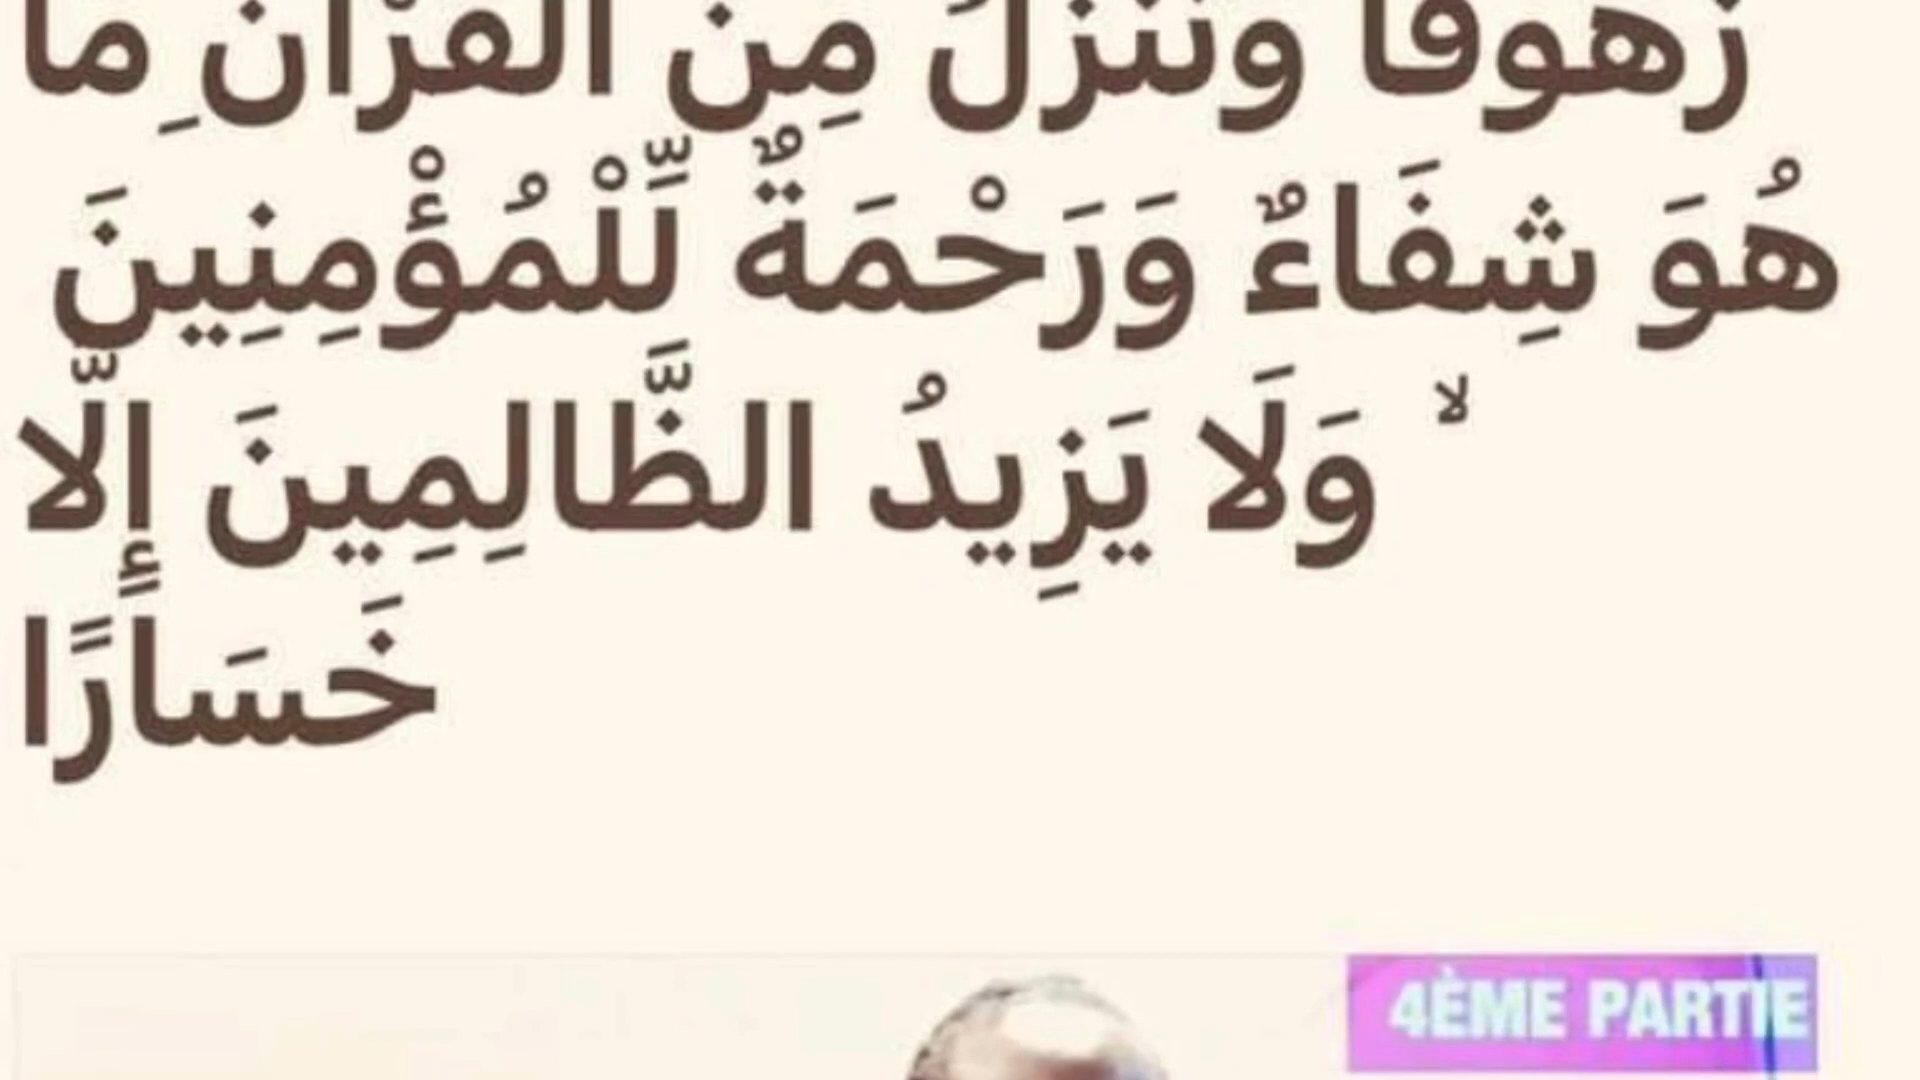 زهوقا وننزل من القرآن ما
هُوَ شِفَاءٌ وَرَحْمَةٌ لِّلْمُؤْمِنِينَ
ۙ وَلَا يَزِيدُ الظَّالِمِينَ إِلَّا
خَسَارًا
4ÈME PARTIE